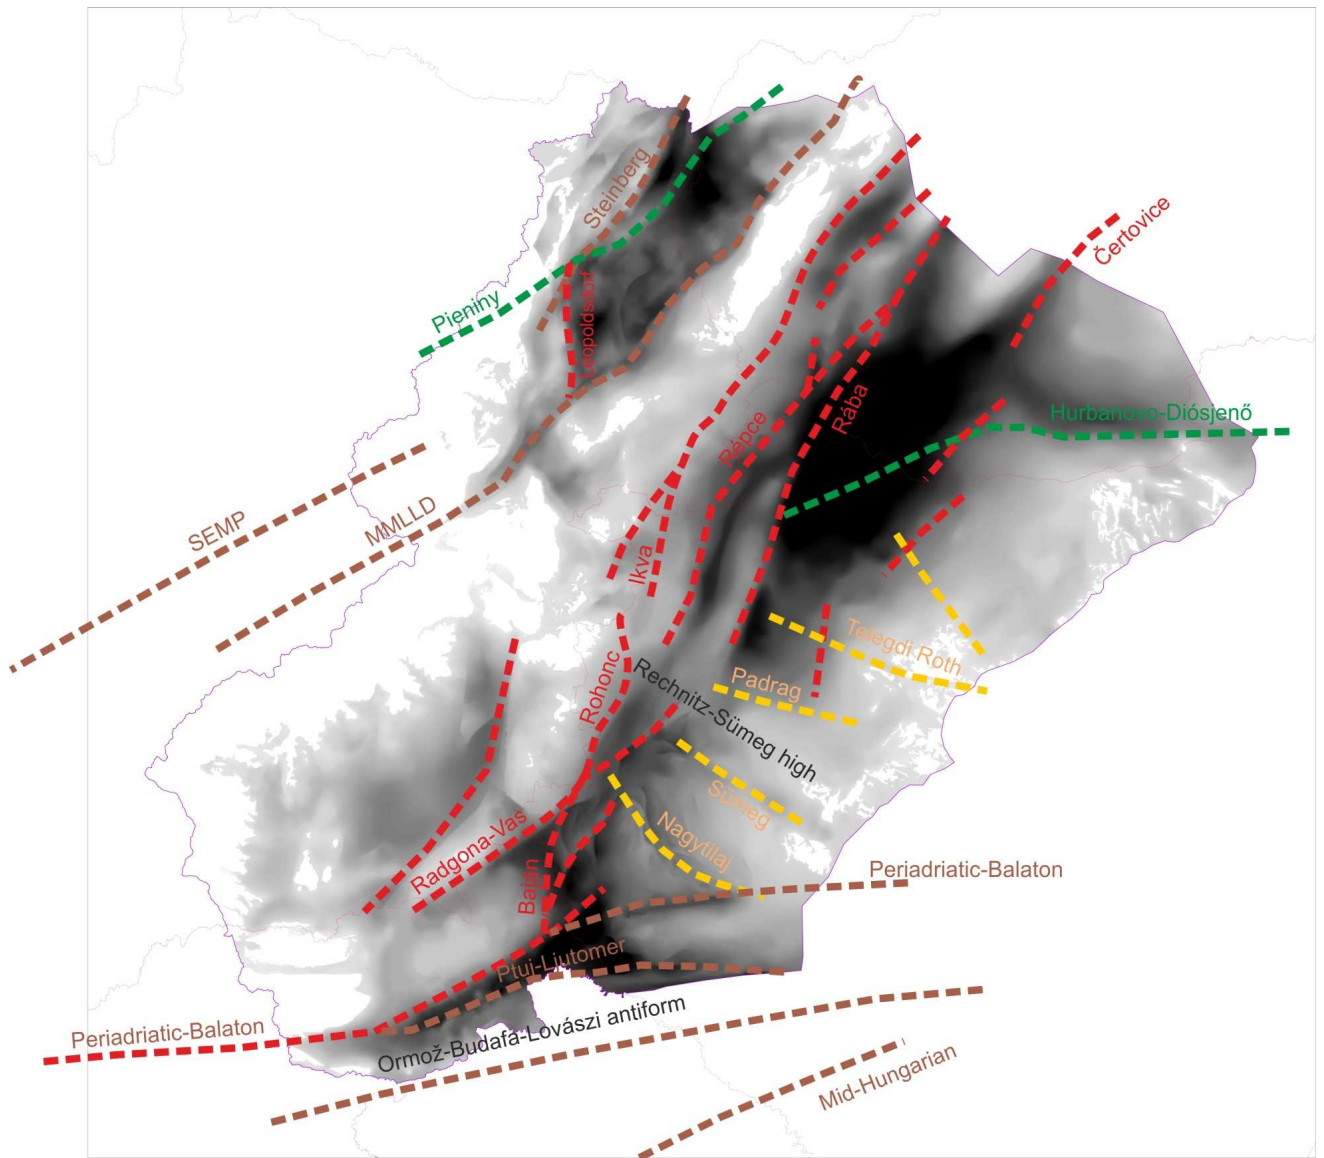 Steinberg
Čertovice
Pieniny
Leopoldsdorf
Rába
Hurbanovo-Diósjenő
Répce
SEMP
MMLLD
Ikva
Telegdi Roth
Rohonc
Padrag
Rechnitz-Sümeg high
Sümeg
Nagytilaj
Radgona-Vas
Baján
Periadriatic-Balaton
Ptuj-Ljutomer
Periadriatic-Balaton
Ormož-Budafa-Lovászi antiform
Mid-Hungarian